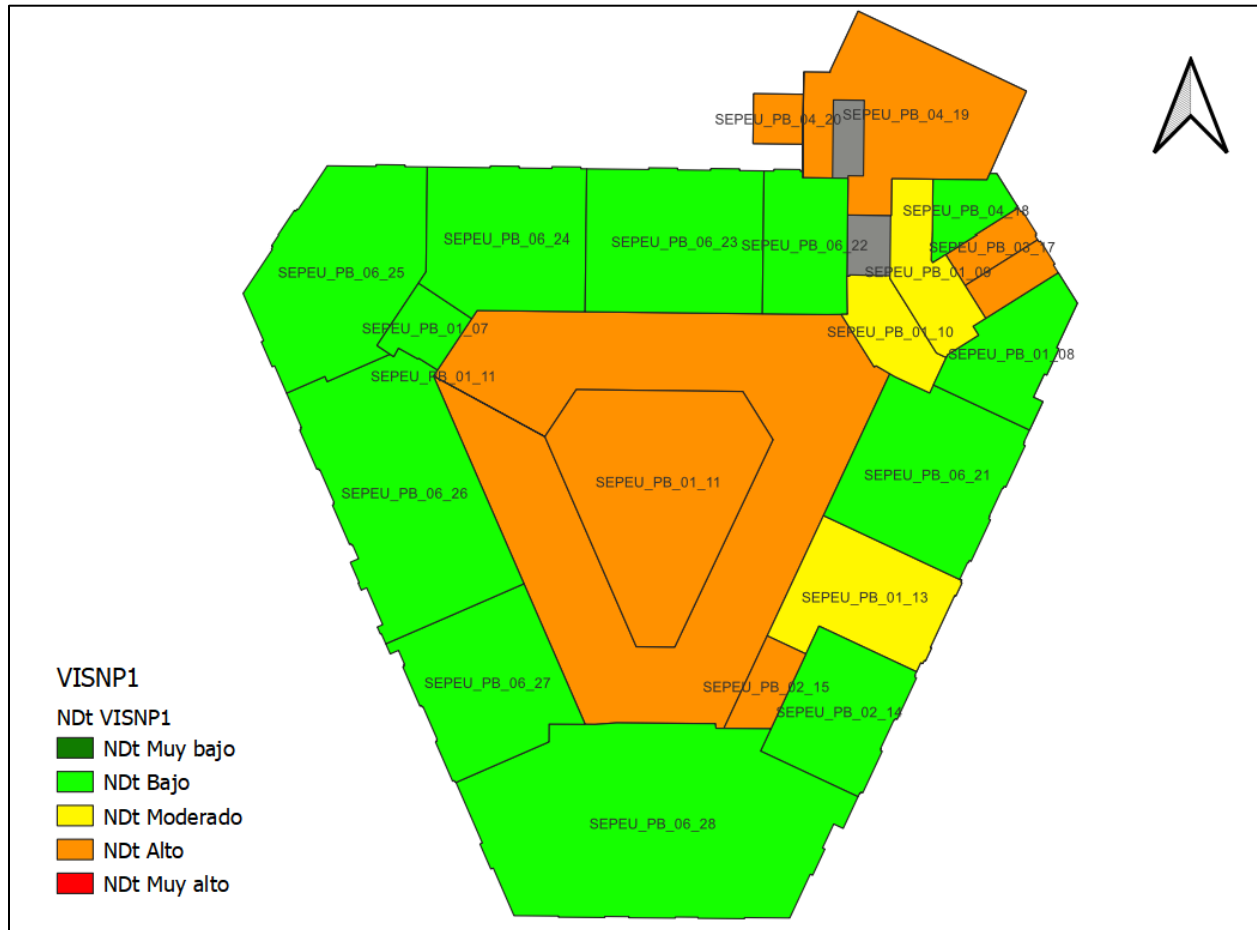 SEPEU_PB_04_20
SEPEU_PB_04_19
SEPEU_PB_04_18
SEPEU_PB_06_24
SEPEU_PB_06_23
SEPEU_PB_06_22
SEPEU_PB_03_17
SEPEU_PB_06_25
SEPEU_PB_01_09
SEPEU_PB_01_07
SEPEU_PB_01_10
SEPEU_PB_01_08
SEPEU_PB_01_11
SEPEU_PB_06_21
SEPEU_PB_01_11
SEPEU_PB_06_26
SEPEU_PB_01_13
SEPEU_PB_06_27
SEPEU_PB_02_15
SEPEU_PB_02_14
SEPEU_PB_06_28
VISNP1
NDt VISNP1
NDt Muy bajo
NDt Bajo
NDt Moderado
NDt Alto
NDt Muy alto